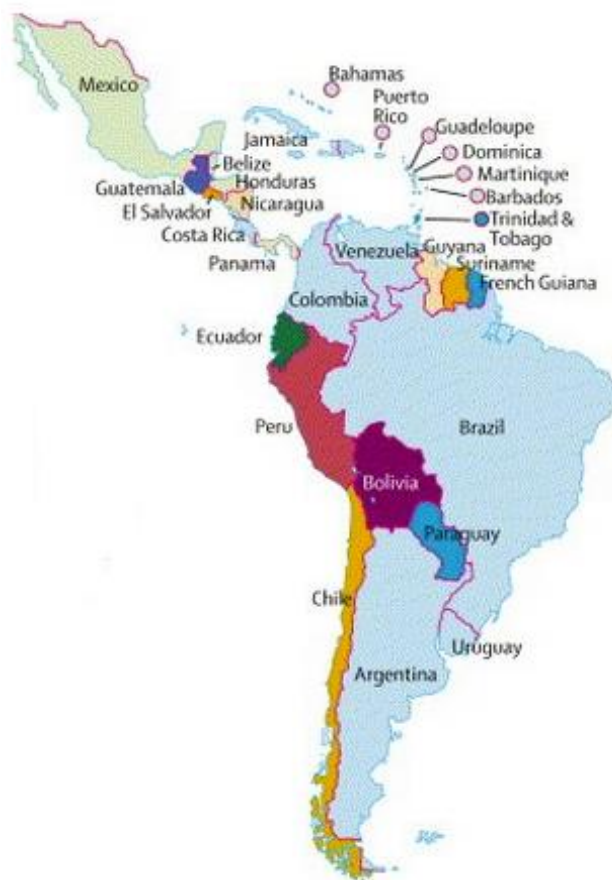 Mexico
Bahamas
Puerto
Rico
Jamaica
Guadeloupe
Dominica
Martinique
Barbados
Trinidad &
Tobago
Belize
Guatemala
Honduras
El Salvador
Nicaragua
Costa Rica
Panama
Venezuela
Guyana
Suriname
French Guiana
Colombia
Ecuador
Peru
Brazil
Bolivia
Paraguay
Chile
Uruguay
Argentina